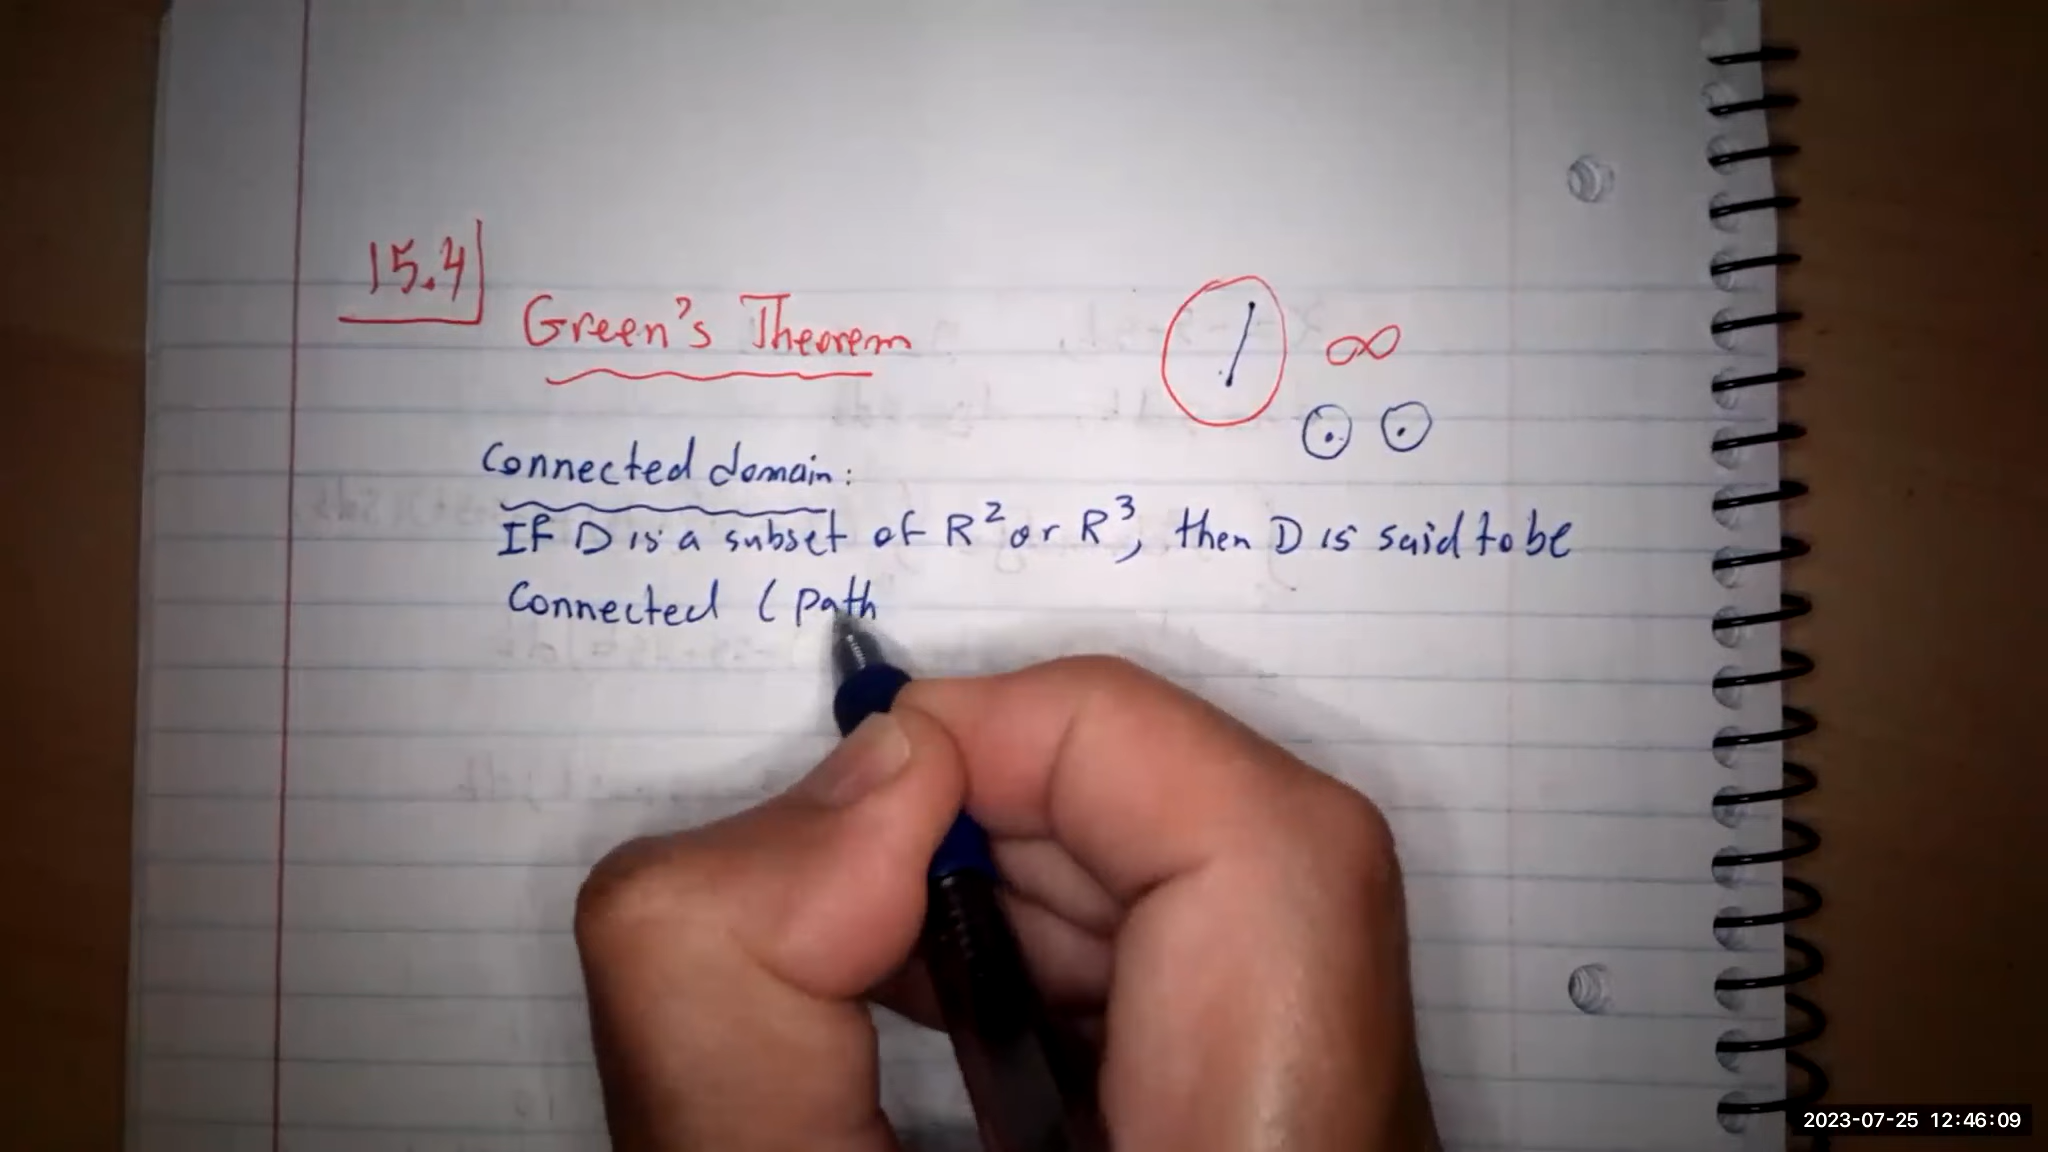 15.4
Green's Theorem
∞
Connected domain:
If D is a subset of R² or R³, then D is said to be
Connected (path
2023-07-25 12:46:09